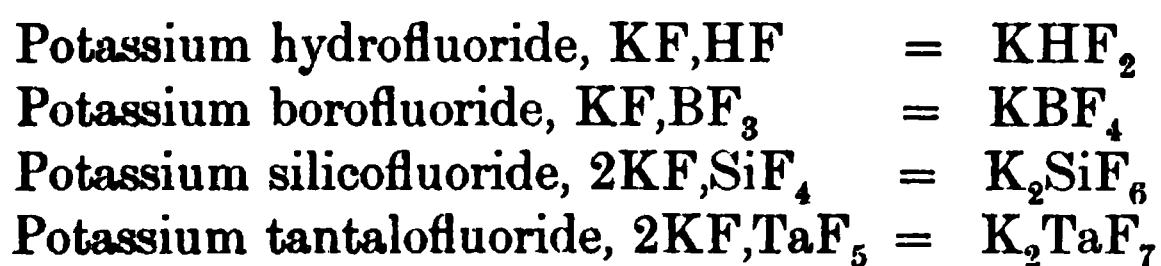 Potassium hydrofluoride, KF,HF = KHF₂
Potassium borofluoride, KF,BF₃ = KBF₄
Potassium silicofluoride, 2KF,SiF₄ = K₂SiF₆
Potassium tantalofluoride, 2KF,TaF₅ = K₂TaF₇